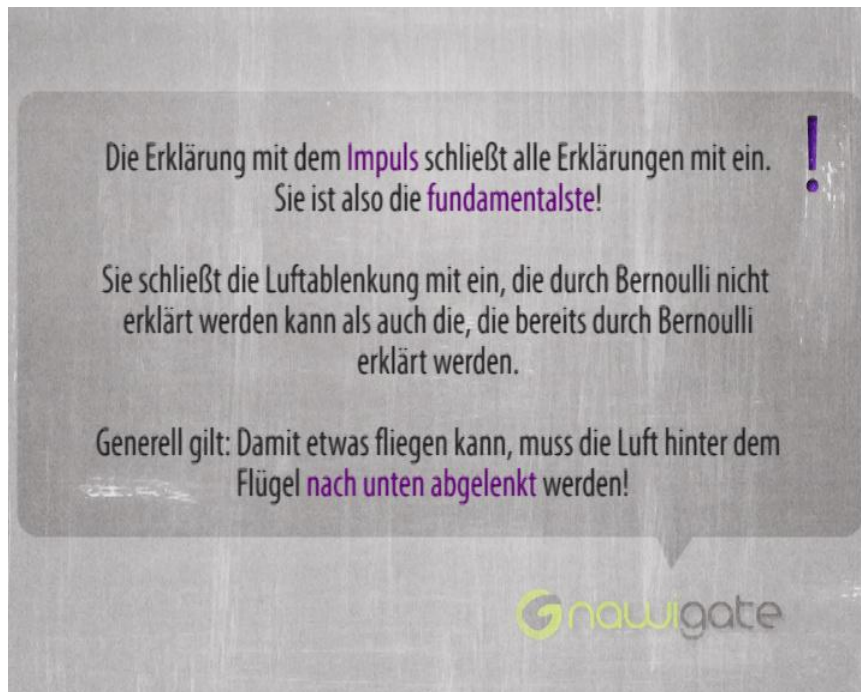 !
Die Erklärung mit dem Impuls schließt alle Erklärungen mit ein.
Sie ist also die fundamentalste!
Sie schließt die Luftablenkung mit ein, die durch Bernoulli nicht
erklärt werden kann als auch die, die bereits durch Bernoulli
erklärt werden.
Generell gilt: Damit etwas fliegen kann, muss die Luft hinter dem
Flügel nach unten abgelenkt werden!
Gnawigate